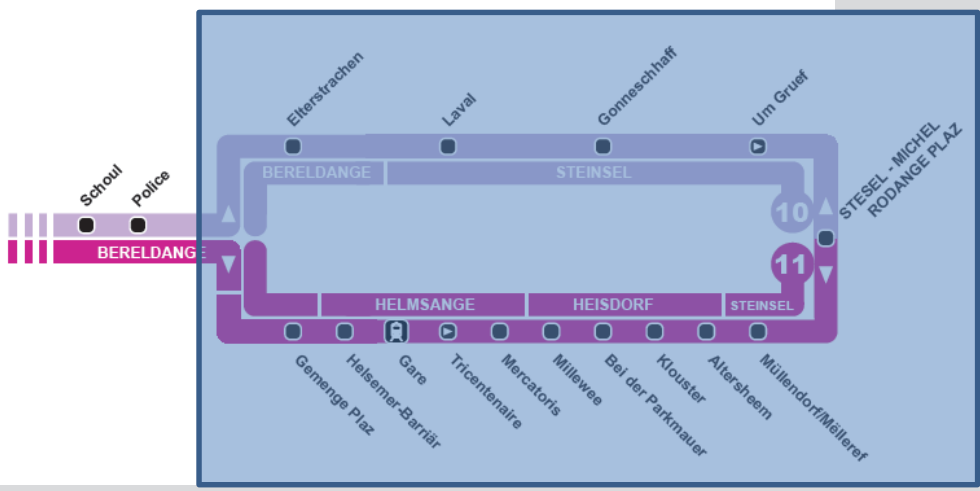 Elterstrachen
Laval
Gonneschhaff
Um Gruef
STESEL - MICHEL
RODANGE PLAZ
Schoul
Police
BERELDANGE
STEINSEL
10
BERELDANGE
11
HELMSANGE
HEISDORF
STEINSEL
Gemenge Plaz
Helsemer-Barriär
Gare
Tricentenaire
Mercatoris
Millewee
Bei der Parkmauer
Klouster
Altersheem
Müllendorf/Mëlleref